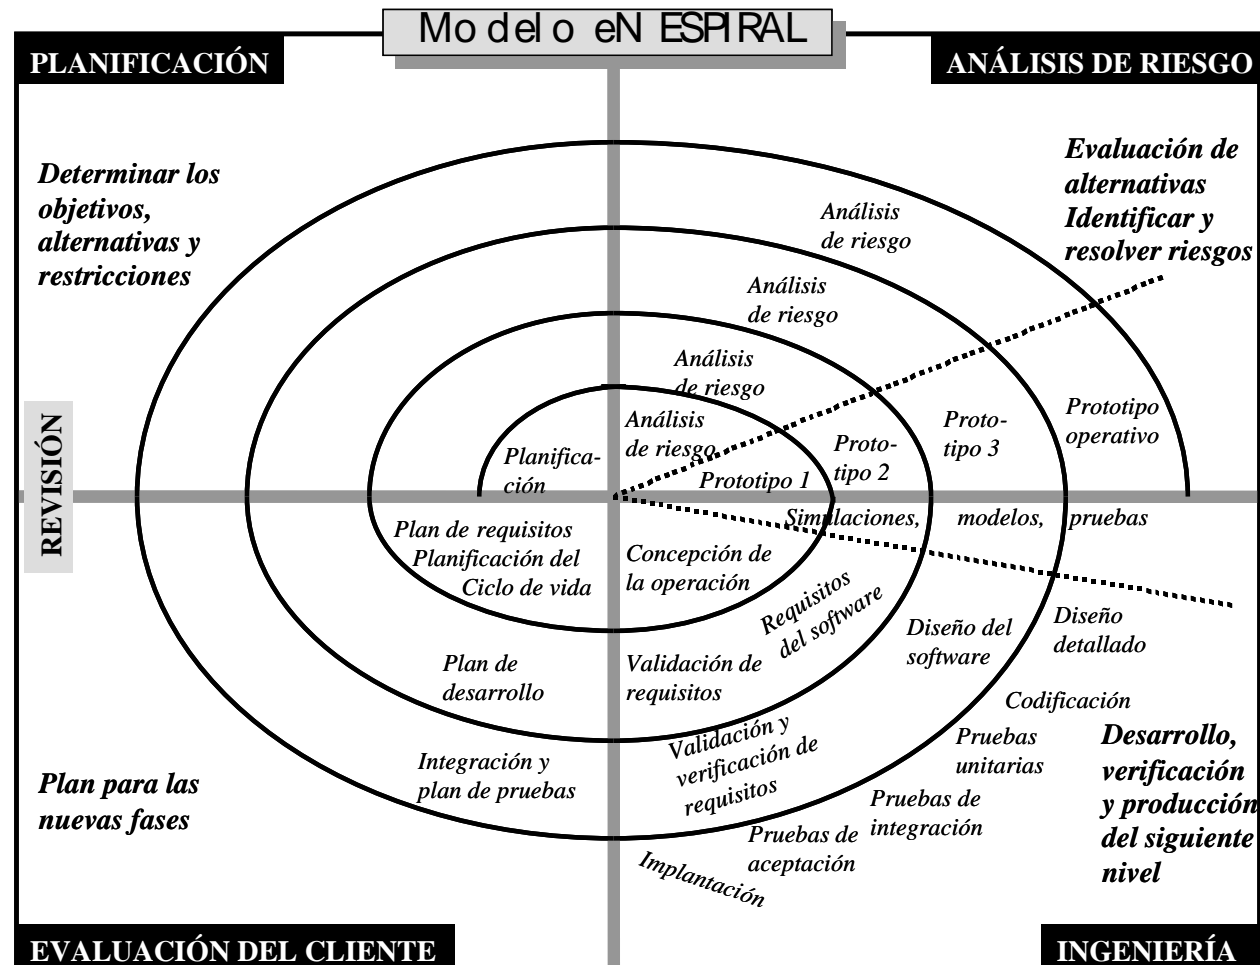 Modelo eN ESPIRAL
PLANIFICACIÓN
ANÁLISIS DE RIESGO
Determinar los
objetivos,
alternativas y
restricciones
Evaluación de
alternativas
Identificar y
resolver riesgos
Análisis
de riesgo
Análisis
de riesgo
Análisis
de riesgo
Análisis
de riesgo
Planifica-
ción
Prototipo 1
Proto-
tipo 2
Proto-
tipo 3
Prototipo
operativo
REVISIÓN
Simulaciones, modelos, pruebas
Plan de requisitos
Planificación del
Ciclo de vida
Concepción de
la operación
Requisitos
del software
Diseño del
software
Diseño
detallado
Plan de
desarrollo
Validación de
requisitos
Codificación
Integración y
plan de pruebas
Validación y
verificación de
requisitos
Pruebas
unitarias
Pruebas de
integración
Pruebas de
aceptación
Implantación
Plan para las
nuevas fases
Desarrollo,
verificación
y producción
del siguiente
nivel
EVALUACIÓN DEL CLIENTE
INGENIERÍA